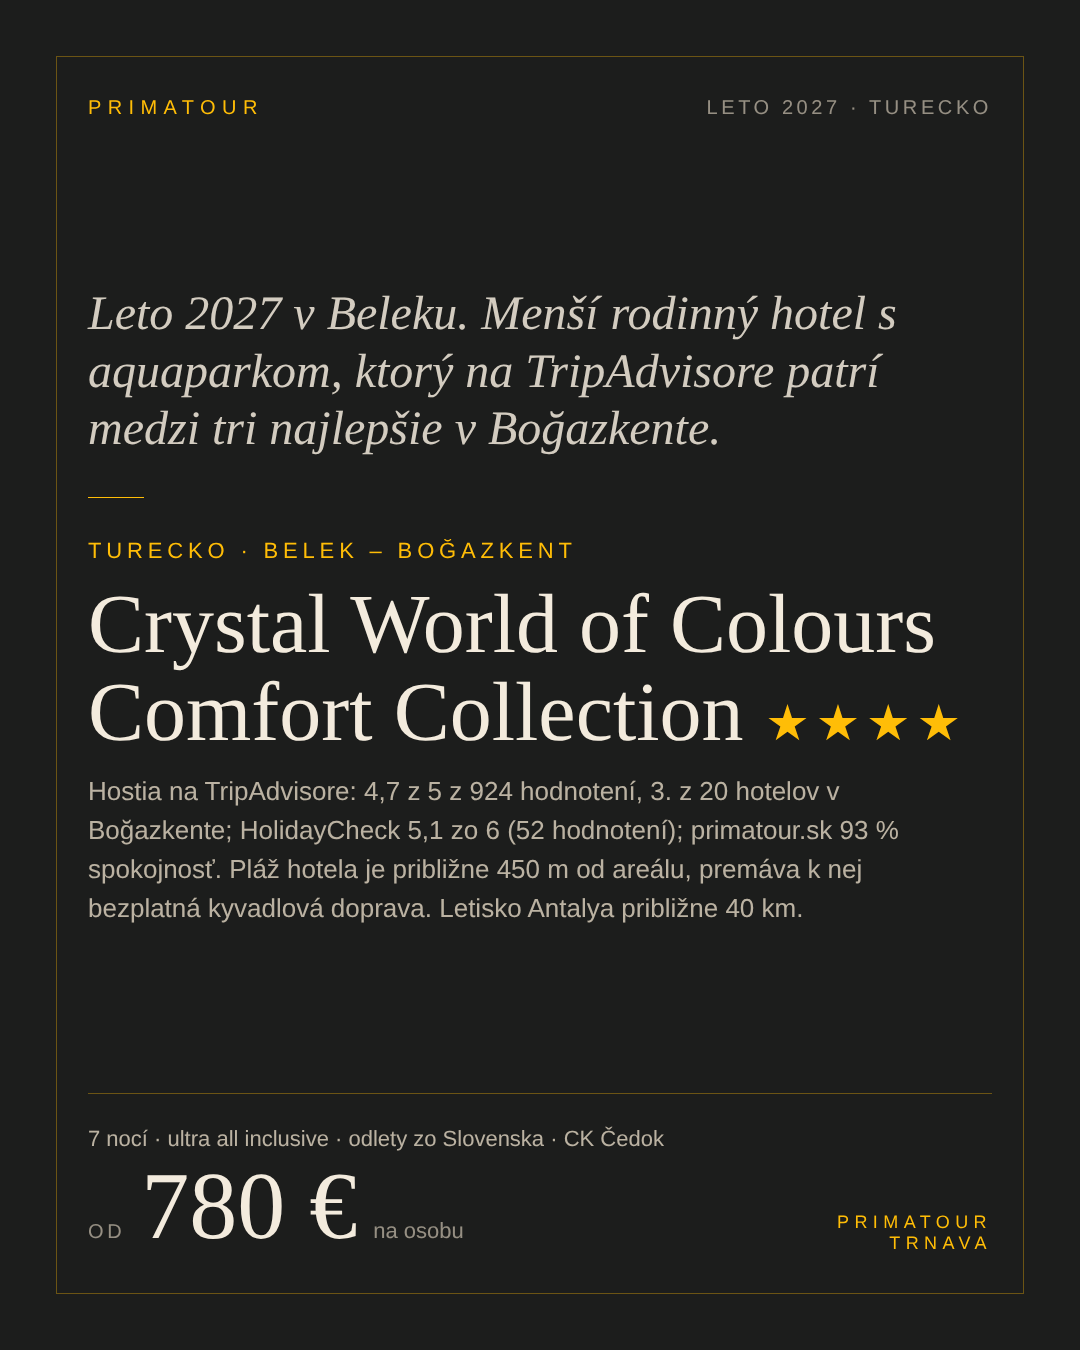 PRIMATOUR
LETO 2027 · TURECKO
Leto 2027 v Beleku. Menší rodinný hotel s
aquaparkom, ktorý na TripAdvisore patrí
medzi tri najlepšie v Boğazkente.
TURECKO · BELEK – BOĞAZKENT
Crystal World of Colours
Comfort Collection ★★★★
Hostia na TripAdvisore: 4,7 z 5 z 924 hodnotení, 3. z 20 hotelov v
Boğazkente; HolidayCheck 5,1 zo 6 (52 hodnotení); primatour.sk 93 %
spokojnosť. Pláž hotela je približne 450 m od areálu, premáva k nej
bezplatná kyvadlová doprava. Letisko Antalya približne 40 km.
7 nocí · ultra all inclusive · odlety zo Slovenska · CK Čedok
OD 780 € na osobu
PRIMATOUR
TRNAVA